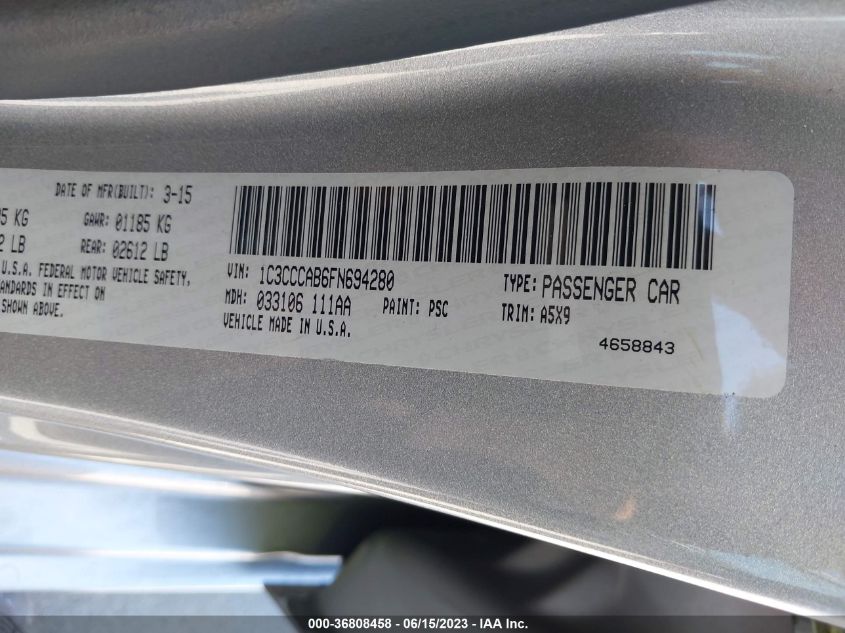 DATE OF MFR(BUILT): 3-15
KG GAWR: 01185 KG
LB REAR: 02612 LB
U.S.A. FEDERAL MOTOR VEHICLE SAFETY,
IN EFFECT ON
SHOWN ABOVE.
VIN: 1C3CCCAB6FN694280
TYPE: PASSENGER CAR
MDH: 033106 111AA PAINT: PSC
TRIM: A5X9
VEHICLE MADE IN U.S.A.
4658843
000-36808458 - 06/15/2023 - IAA Inc.